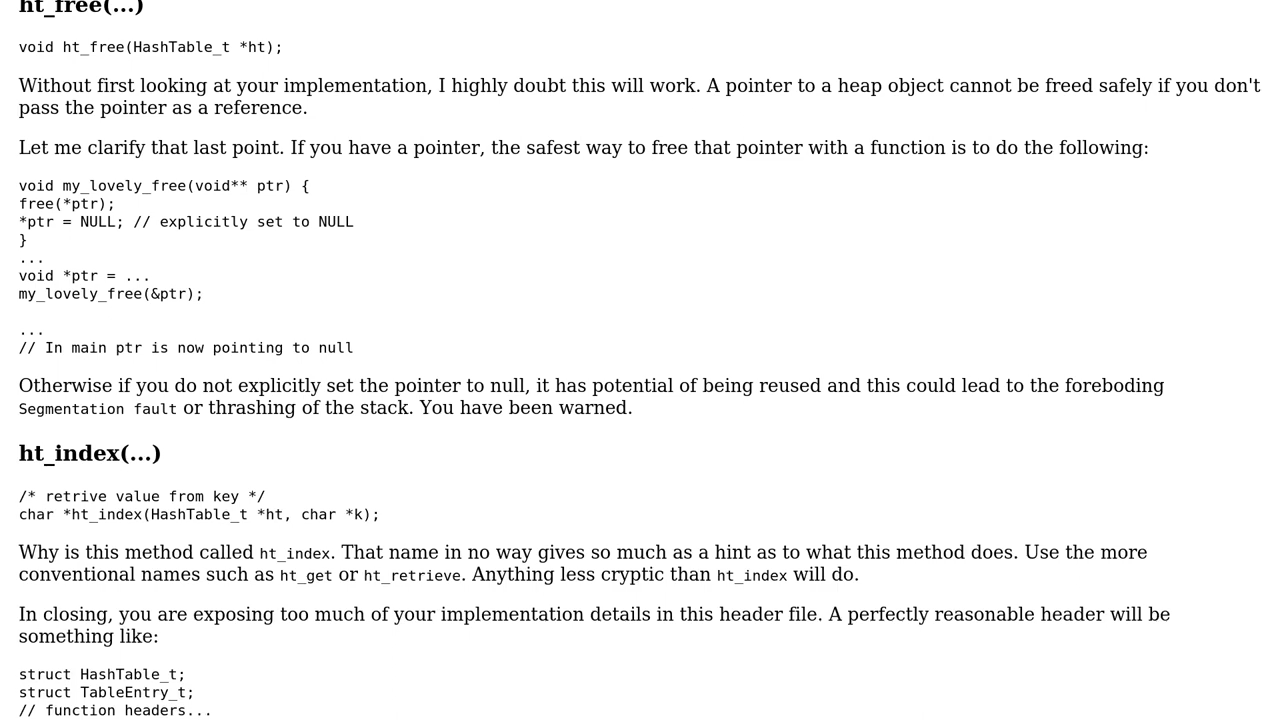 ht_free(...)
void ht_free(HashTable_t *ht);
Without first looking at your implementation, I highly doubt this will work. A pointer to a heap object cannot be freed safely if you don't
pass the pointer as a reference.
Let me clarify that last point. If you have a pointer, the safest way to free that pointer with a function is to do the following:
void my_lovely_free(void** ptr) {
free(*ptr);
*ptr = NULL; // explicitly set to NULL
}
...
void *ptr = ...
my_lovely_free(&ptr);
...
// In main ptr is now pointing to null
Otherwise if you do not explicitly set the pointer to null, it has potential of being reused and this could lead to the foreboding
Segmentation fault or thrashing of the stack. You have been warned.
ht_index(...)
/* retrive value from key */
char *ht_index(HashTable_t *ht, char *k);
Why is this method called ht_index. That name in no way gives so much as a hint as to what this method does. Use the more
conventional names such as ht_get or ht_retrieve. Anything less cryptic than ht_index will do.
In closing, you are exposing too much of your implementation details in this header file. A perfectly reasonable header will be
something like:
struct HashTable_t;
struct TableEntry_t;
// function headers...